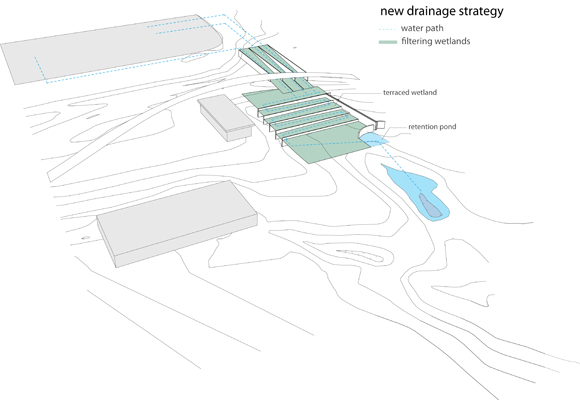 new drainage strategy
water path
filtering wetlands
terraced wetland
retention pond